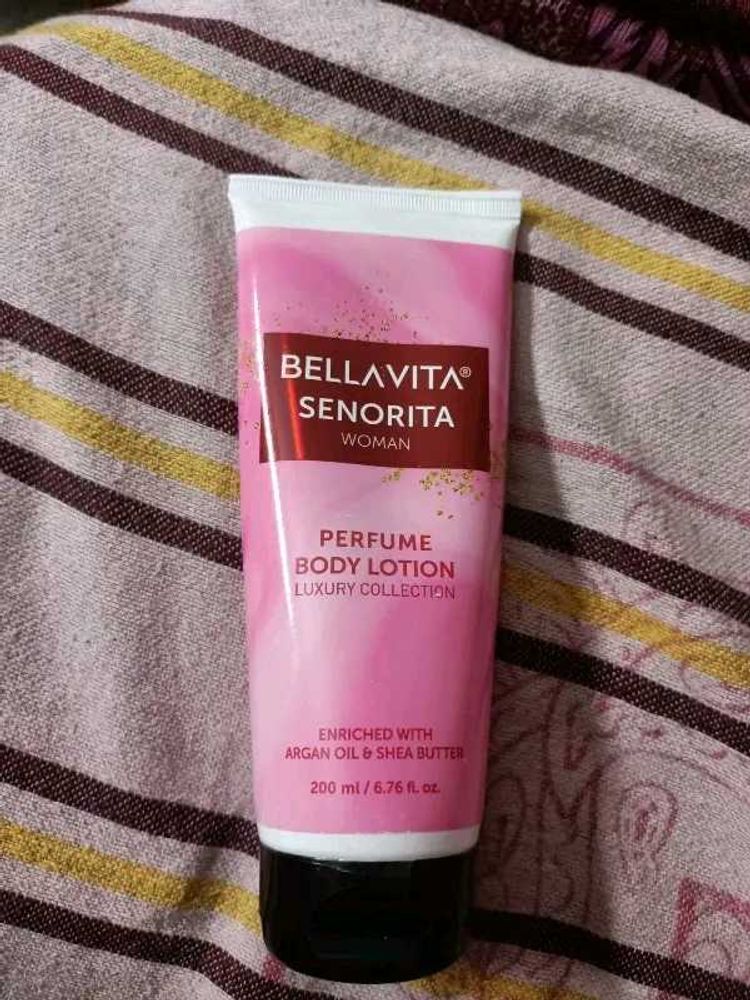 BELLAVITA®
SENORITA
WOMAN
PERFUME
BODY LOTION
LUXURY COLLECTION
ENRICHED WITH
ARGAN OIL & SHEA BUTTER
200 ml / 6.76 fl. oz.